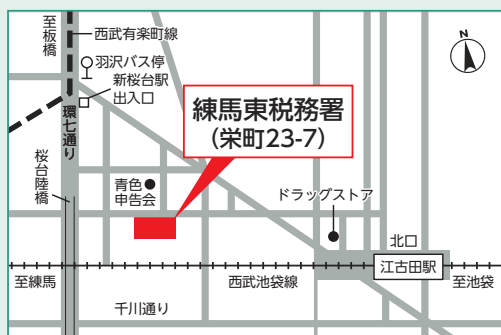 至板橋
西武有楽町線
羽沢バス停
新桜台駅
出入口
環七通り
N
練馬東税務署
(栄町23-7)
桜台陸橋
青色
申告会
ドラッグストア
北口
江古田駅
至練馬
西武池袋線
至池袋
千川通り